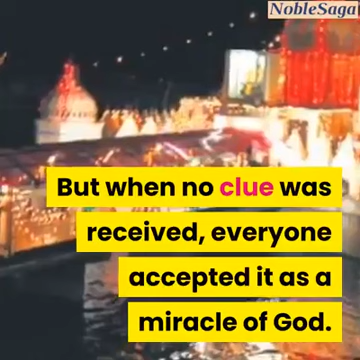 NobleSaga
But when no clue was
received, everyone
accepted it as a
miracle of God.